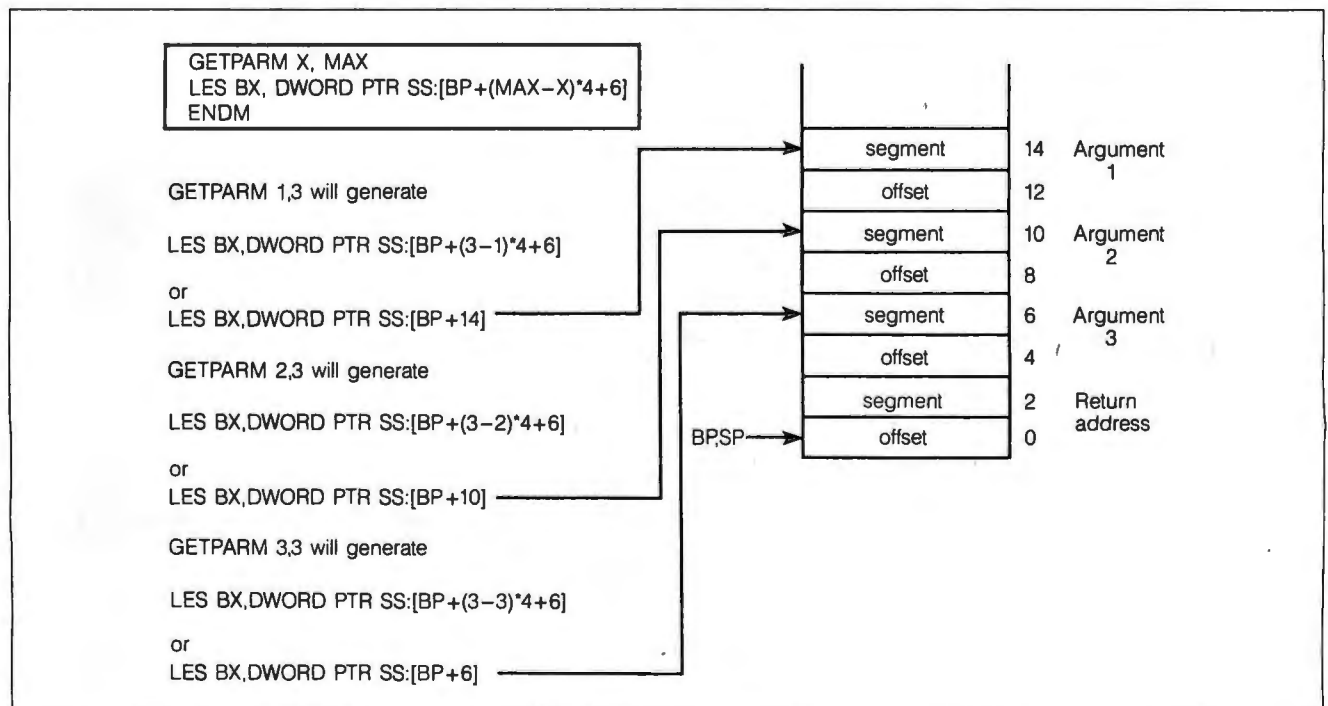 GETPARM X, MAX
LES BX, DWORD PTR SS:[BP+(MAX−X)*4+6]
ENDM
GETPARM 1,3 will generate
LES BX,DWORD PTR SS:[BP+(3−1)*4+6]
or
LES BX,DWORD PTR SS:[BP+14]
GETPARM 2,3 will generate
LES BX,DWORD PTR SS:[BP+(3−2)*4+6]
or
LES BX,DWORD PTR SS:[BP+10]
GETPARM 3,3 will generate
LES BX,DWORD PTR SS:[BP+(3−3)*4+6]
or
LES BX,DWORD PTR SS:[BP+6]
segment 14 Argument
1
offset 12
segment 10 Argument
2
offset 8
segment 6 Argument
3
offset 4
segment 2 Return
address
BP,SP offset 0